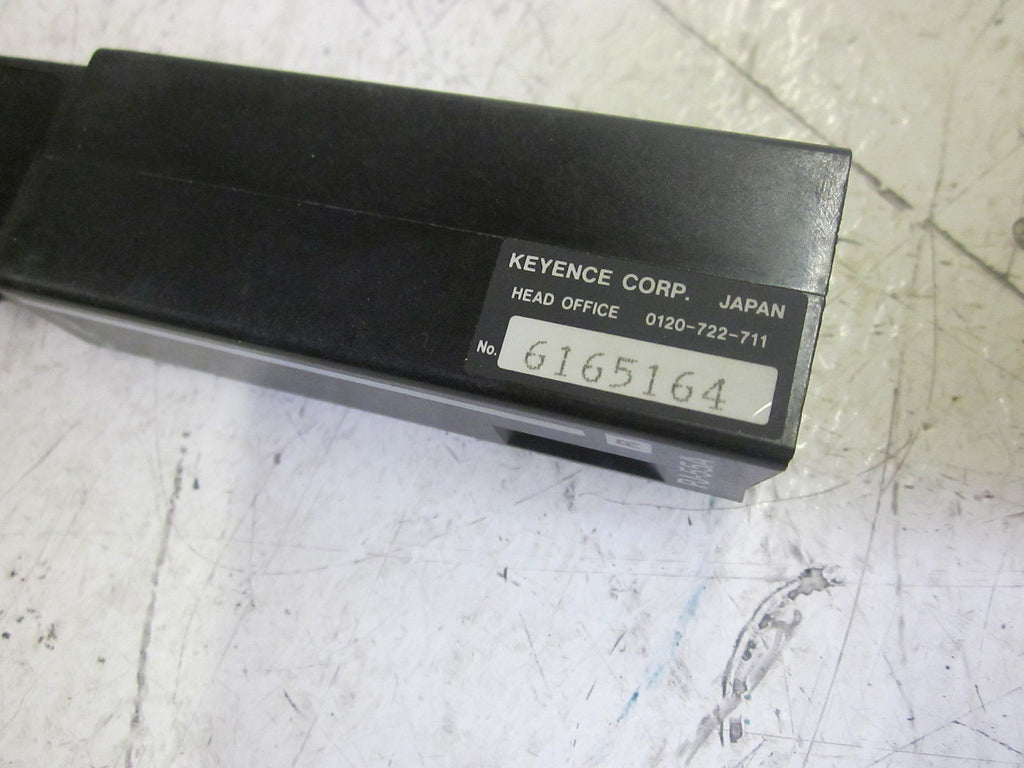 KEYENCE CORP. JAPAN
HEAD OFFICE 0120-722-711
No. 6165164
R